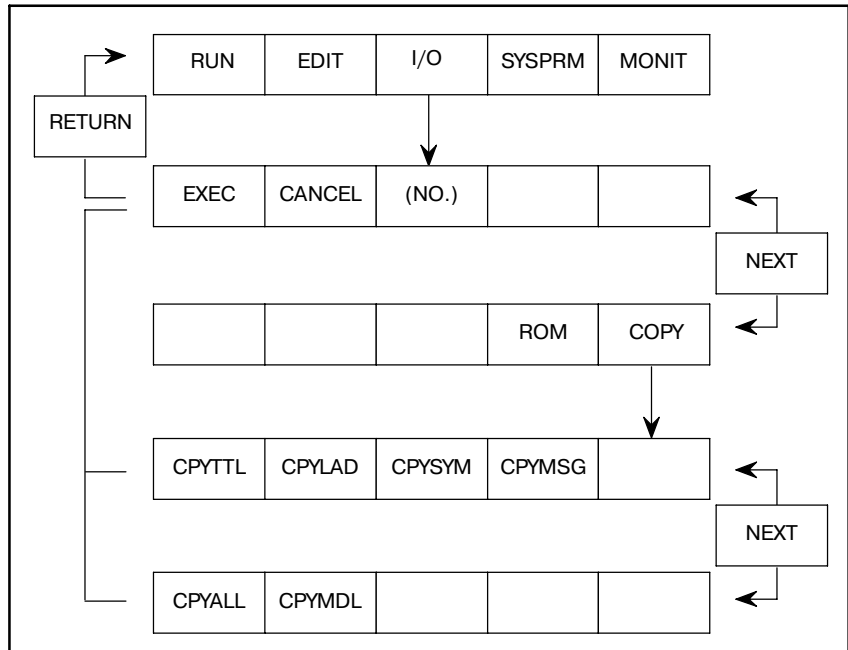 RUN EDIT I/O SYSPRM MONIT
RETURN
EXEC CANCEL (NO.)
NEXT
ROM COPY
CPYTTL CPYLAD CPYSYM CPYMSG
NEXT
CPYALL CPYMDL